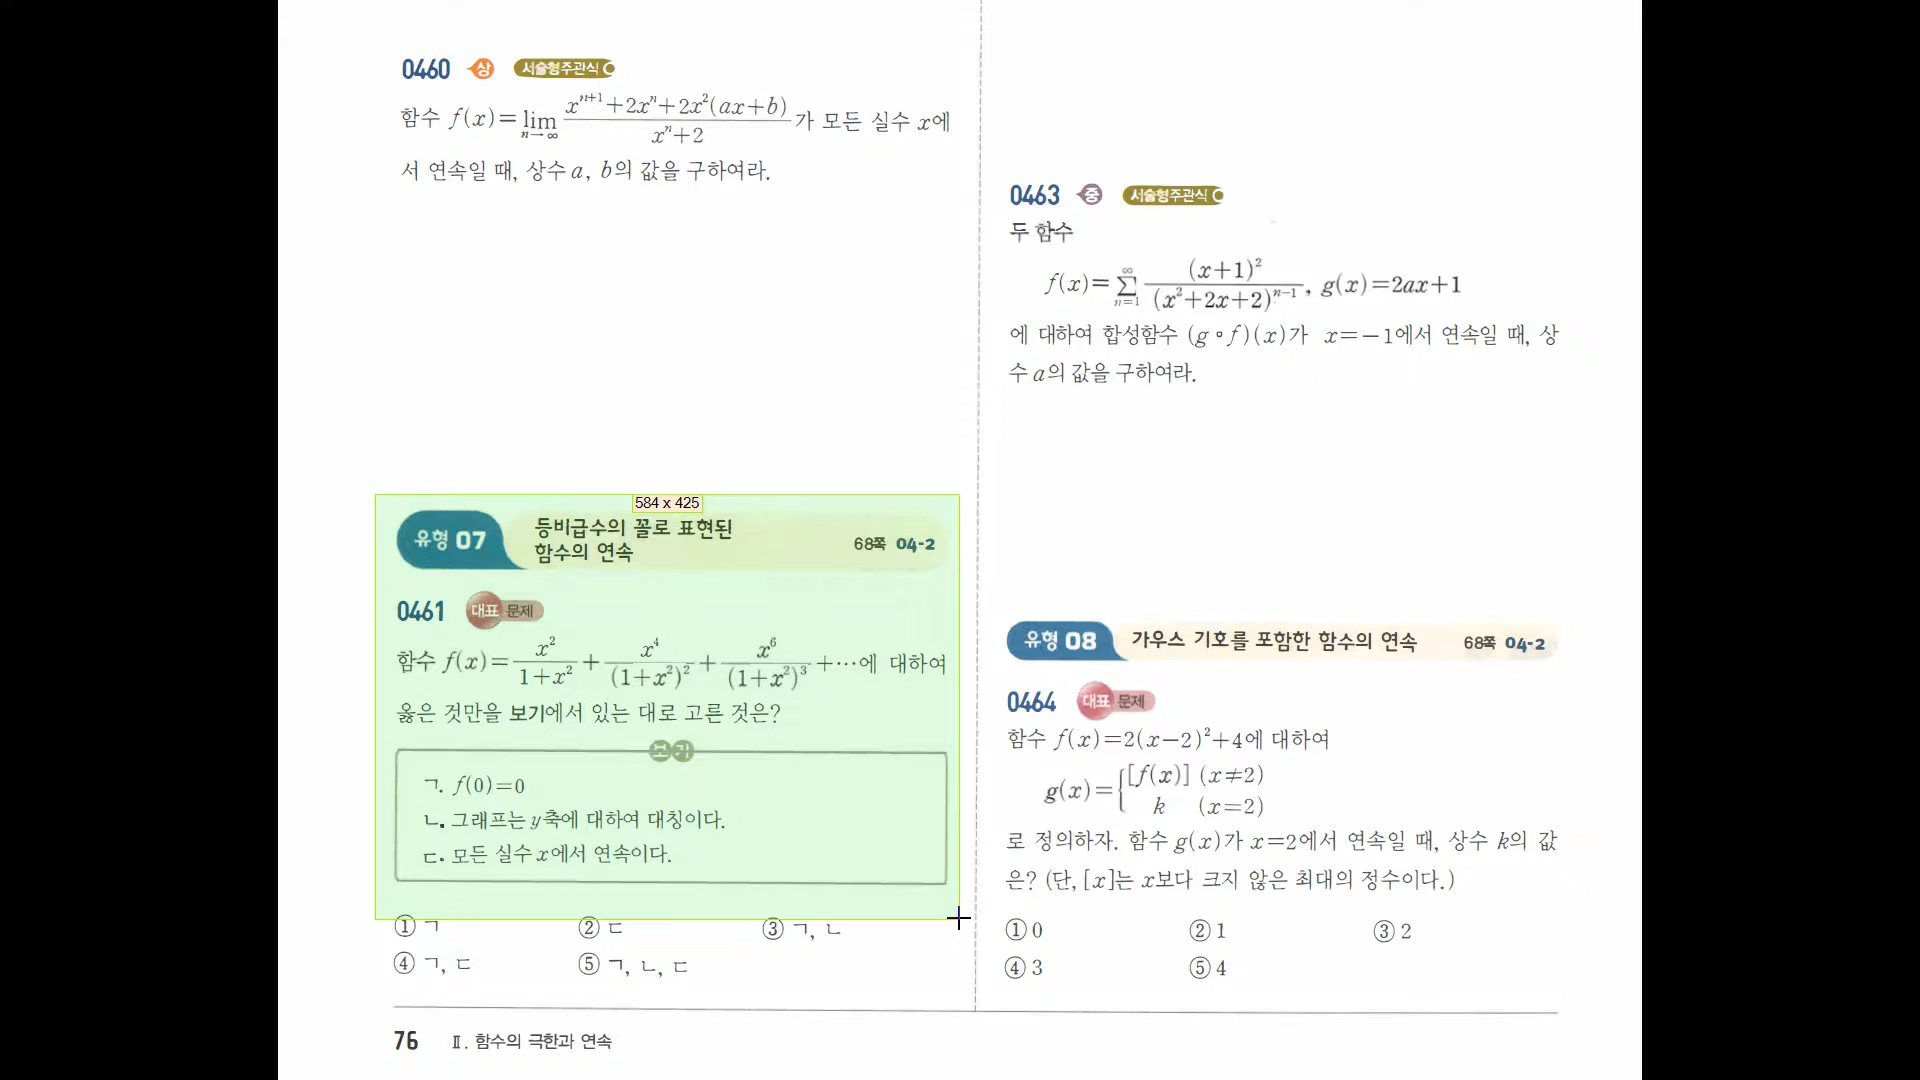 0460 상 서술형주관식
함수 f(x)=lim_{n→∞} (x^{n+1}+2x^n+2x^2(ax+b))/(x^n+2) 가 모든 실수 x에
서 연속일 때, 상수 a, b의 값을 구하여라.
584 x 425
유형 07 등비급수의 꼴로 표현된
함수의 연속 68쪽 04-2
0461 대표 문제
함수 f(x)=x^2/(1+x^2)+x^4/(1+x^2)^2+x^6/(1+x^2)^3+⋯에 대하여
옳은 것만을 보기에서 있는 대로 고른 것은?
보기
ㄱ. f(0)=0
ㄴ. 그래프는 y축에 대하여 대칭이다.
ㄷ. 모든 실수 x에서 연속이다.
① ㄱ ② ㄷ ③ ㄱ, ㄴ
④ ㄱ, ㄷ ⑤ ㄱ, ㄴ, ㄷ
76 Ⅱ. 함수의 극한과 연속
0463 중 서술형주관식
두 함수
f(x)=∑_{n=1}^{∞} (x+1)^2/(x^2+2x+2)^{n-1}, g(x)=2ax+1
에 대하여 합성함수 (g∘f)(x)가 x=−1에서 연속일 때, 상
수 a의 값을 구하여라.
유형 08 가우스 기호를 포함한 함수의 연속 68쪽 04-2
0464 대표 문제
함수 f(x)=2(x−2)^2+4에 대하여
g(x)={[f(x)] (x≠2)
k (x=2)
로 정의하자. 함수 g(x)가 x=2에서 연속일 때, 상수 k의 값
은? (단, [x]는 x보다 크지 않은 최대의 정수이다.)
① 0 ② 1 ③ 2
④ 3 ⑤ 4